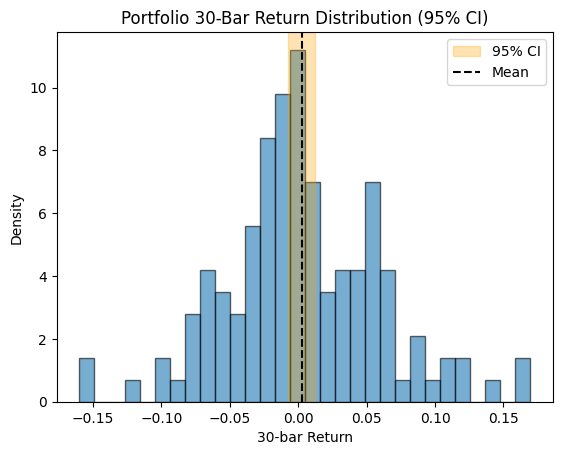 Portfolio 30-Bar Return Distribution (95% CI)
95% CI
Mean
Density
10
8
6
4
2
0
−0.15
−0.10
−0.05
0.00
0.05
0.10
0.15
30-bar Return